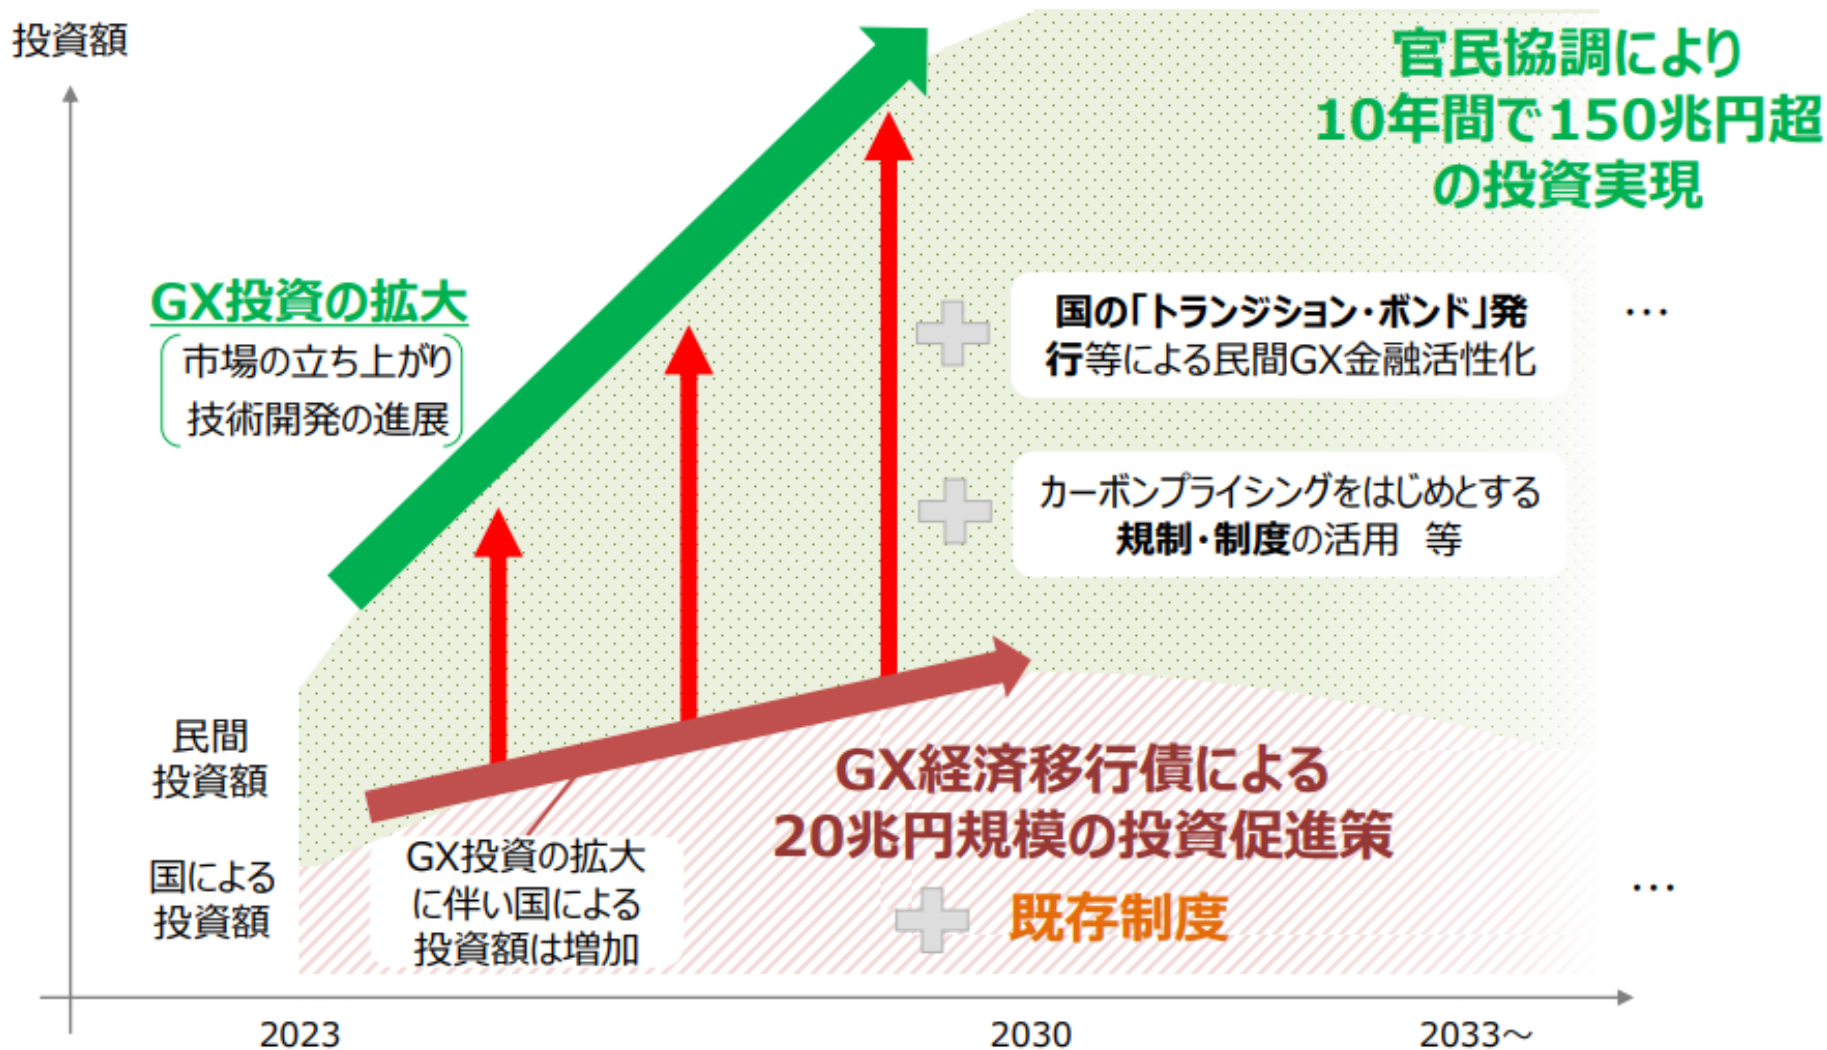 投資額
官民協調により
10年間で150兆円超
の投資実現
GX投資の拡大
市場の立ち上がり
技術開発の進展
国の「トランジション・ボンド」発
行等による民間GX金融活性化
…
カーボンプライシングをはじめとする
規制・制度の活用　等
民間
投資額
GX経済移行債による
20兆円規模の投資促進策
国による
投資額
GX投資の拡大
に伴い国による
投資額は増加
既存制度
…
2023
2030
2033～